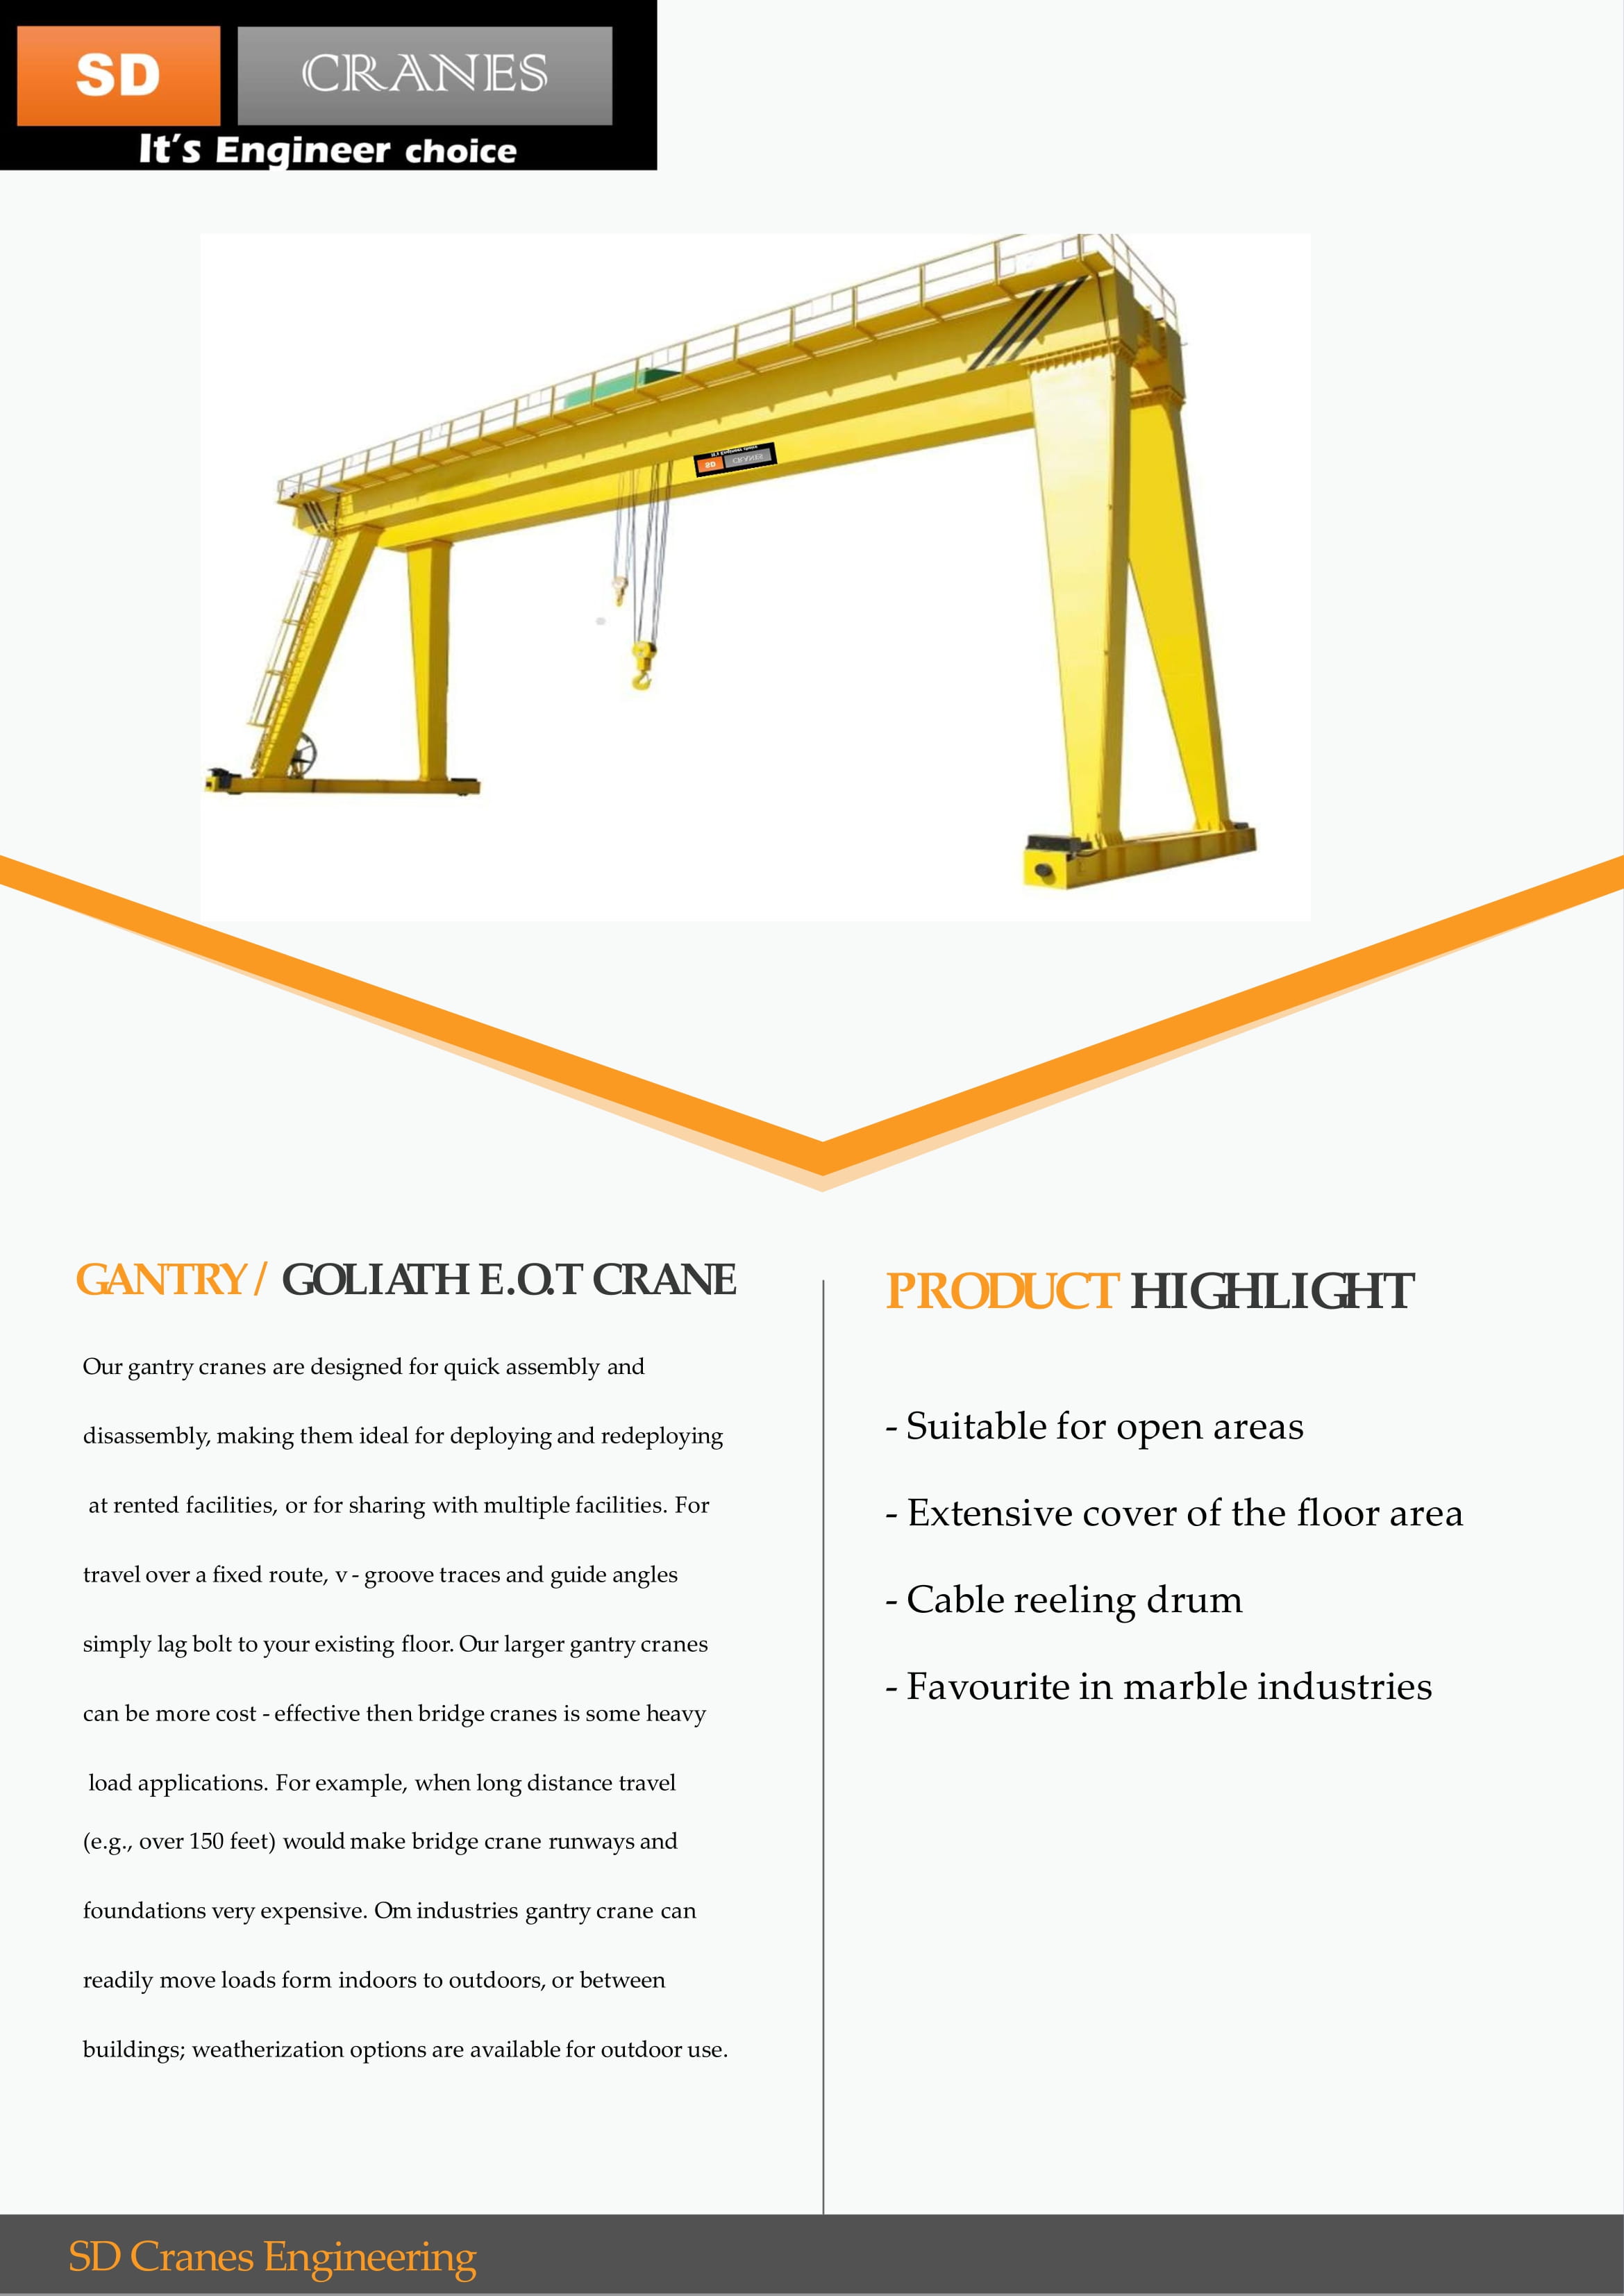 SD CRANES
It's Engineer choice
SD CRANES
GANTRY / GOLIATH E.O.T CRANE
Our gantry cranes are designed for quick assembly and
disassembly, making them ideal for deploying and redeploying
at rented facilities, or for sharing with multiple facilities. For
travel over a fixed route, v - groove traces and guide angles
simply lag bolt to your existing floor. Our larger gantry cranes
can be more cost - effective then bridge cranes is some heavy
load applications. For example, when long distance travel
(e.g., over 150 feet) would make bridge crane runways and
foundations very expensive. Om industries gantry crane can
readily move loads form indoors to outdoors, or between
buildings; weatherization options are available for outdoor use.
PRODUCT HIGHLIGHT
- Suitable for open areas
- Extensive cover of the floor area
- Cable reeling drum
- Favourite in marble industries
SD Cranes Engineering